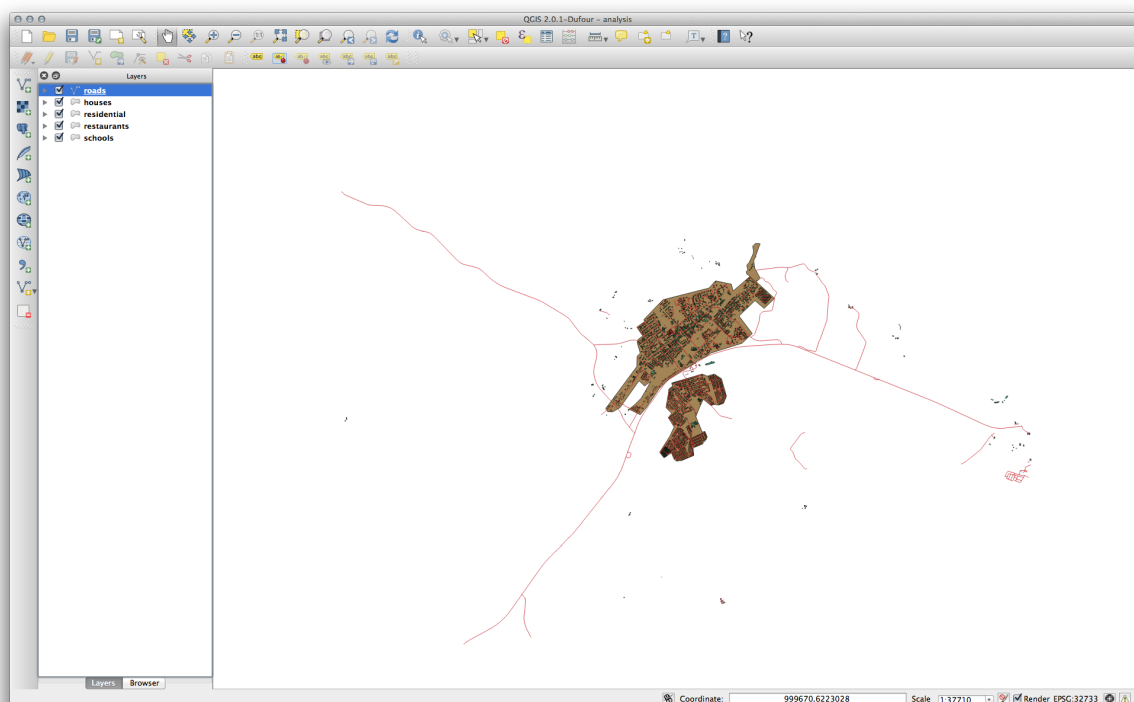 QGIS 2.0.1-Dufour - analysis
Layers
roads
houses
residential
restaurants
schools
Layers Browser
Coordinate: 999670,6223028 Scale 1:37710 Render EPSG:32733